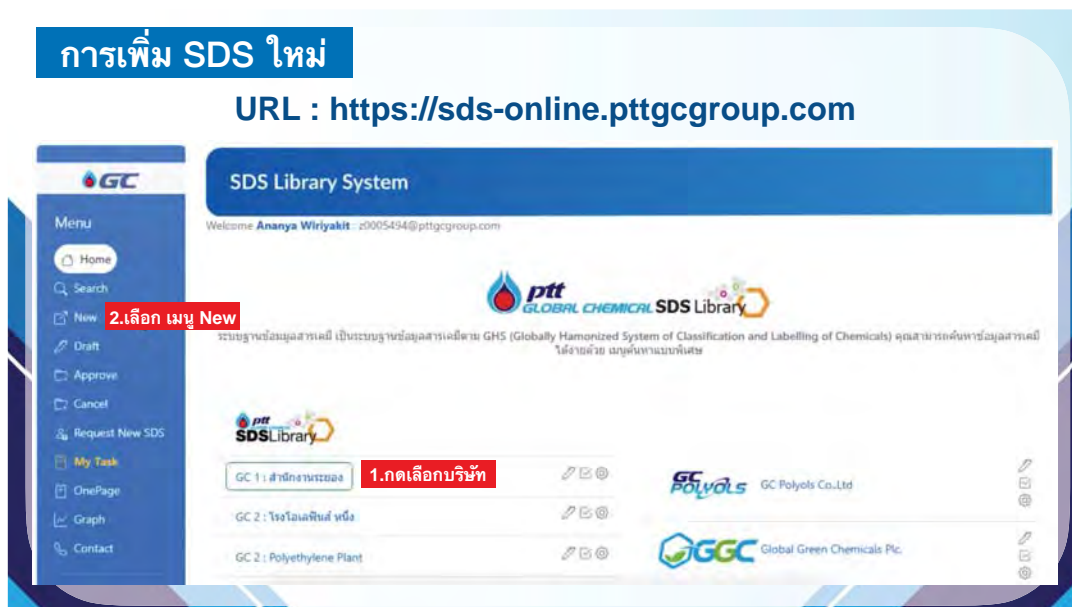 การเพิ่ม SDS ใหม่
URL : https://sds-online.pttgcgroup.com
GC
SDS Library System
Menu
Welcome Ananya Wiriyakit : z0005494@pttgcgroup.com
Home
Search
New
2.เลือก เมนู New
Draft
Approve
Cancel
Request New SDS
My Task
OnePage
Graph
Contact
ptt
GLOBAL CHEMICAL SDS Library
ระบบฐานข้อมูลสารเคมี เป็นระบบฐานข้อมูลสารเคมีตาม GHS (Globally Hamonized System of Classification and Labelling of Chemicals) คุณสามารถค้นหาข้อมูลสารเคมี
ได้ง่ายด้วย เมนูค้นหาแบบพิเศษ
ptt
SDSLibrary
GC 1 : สำนักงานระยอง
1.กดเลือกบริษัท
GC 2 : โรงโอเลฟินส์ หนึ่ง
GC 2 : Polyethylene Plant
GC POLYOLS
GC Polyols Co.,Ltd
GGC
Global Green Chemicals Plc.